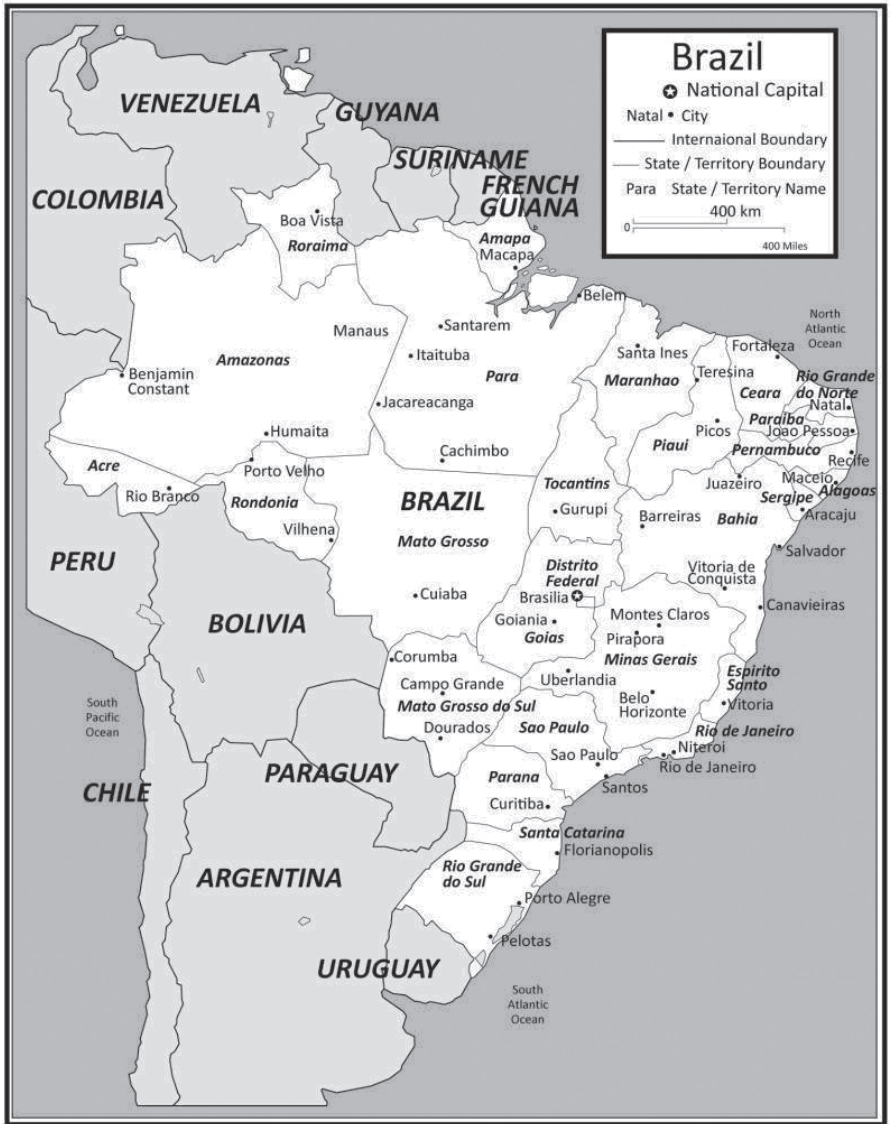 Brazil
National Capital
Natal • City
Internaional Boundary
State / Territory Boundary
Para State / Territory Name
400 km
0
400 Miles
VENEZUELA
GUYANA
SURINAME
FRENCH
GUIANA
COLOMBIA
Boa Vista
Roraima
Amapa
Macapa
Belem
North
Atlantic
Ocean
Manaus
Santarem
Itaituba
Amazonas
Para
Benjamin
Constant
Jacareacanga
Humaita
Cachimbo
Santa Ines
Maranhao
Fortaleza
Teresina
Ceara
Rio Grande
do Norte
Natal
Paraiba
Joao Pessoa
Picos
Piaui
Pernambuco
Recife
Acre
Rio Branco
Porto Velho
Rondonia
Vilhena
BRAZIL
Mato Grosso
Tocantins
Gurupi
Juazeiro
Maceio
Sergipe
Alagoas
Aracaju
Barreiras
Bahia
Salvador
PERU
Cuiaba
Distrito
Federal
Brasilia
Vitoria de
Conquista
Canavieiras
BOLIVIA
Goiania
Goias
Montes Claros
Pirapora
Minas Gerais
Corumba
Campo Grande
Mato Grosso do Sul
Dourados
Uberlandia
Belo
Horizonte
Espirito
Santo
Vitoria
South
Pacific
Ocean
Sao Paulo
Rio de Janeiro
Niteroi
Rio de Janeiro
Sao Paulo
Santos
CHILE
PARAGUAY
Parana
Curitiba
Santa Catarina
Florianopolis
ARGENTINA
Rio Grande
do Sul
Porto Alegre
Pelotas
URUGUAY
South
Atlantic
Ocean